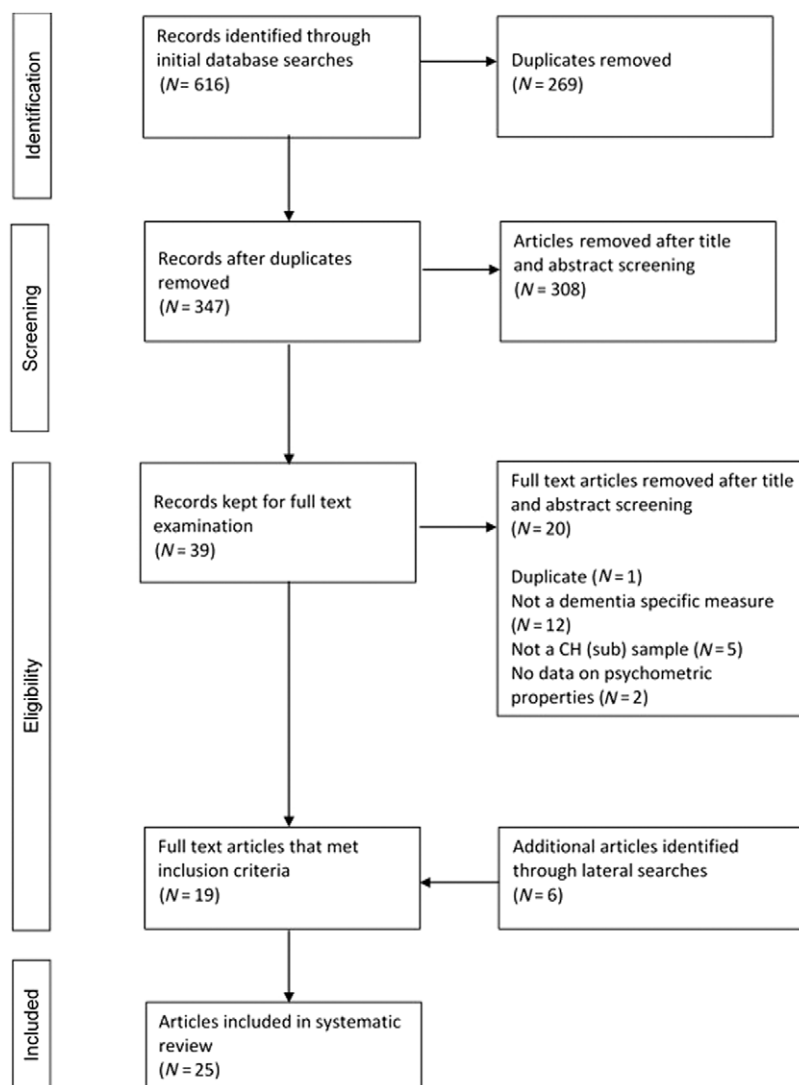 Identification
Records identified through
initial database searches
(N= 616)
Duplicates removed
(N= 269)
Screening
Records after duplicates
removed
(N= 347)
Articles removed after title
and abstract screening
(N= 308)
Eligibility
Records kept for full text
examination
(N= 39)
Full text articles removed after title
and abstract screening
(N= 20)
Duplicate (N= 1)
Not a dementia specific measure
(N= 12)
Not a CH (sub) sample (N= 5)
No data on psychometric
properties (N= 2)
Full text articles that met
inclusion criteria
(N= 19)
Additional articles identified
through lateral searches
(N= 6)
Included
Articles included in systematic
review
(N= 25)